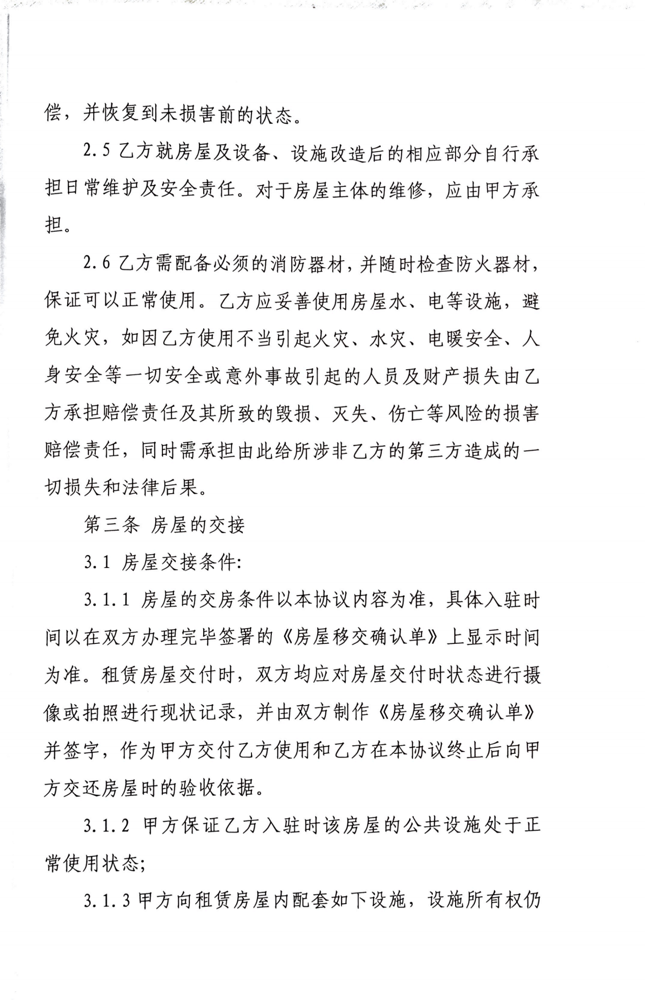 偿，并恢复到未损害前的状态。
2.5 乙方就房屋及设备、设施改造后的相应部分自行承
担日常维护及安全责任。对于房屋主体的维修，应由甲方承
担。
2.6 乙方需配备必须的消防器材，并随时检查防火器材，
保证可以正常使用。乙方应妥善使用房屋水、电等设施，避
免火灾，如因乙方使用不当引起火灾、水灾、电暖安全、人
身安全等一切安全或意外事故引起的人员及财产损失由乙
方承担赔偿责任及其所致的毁损、灭失、伤亡等风险的损害
赔偿责任，同时需承担由此给所涉非乙方的第三方造成的一
切损失和法律后果。
第三条 房屋的交接
3.1 房屋交接条件:
3.1.1 房屋的交房条件以本协议内容为准，具体入驻时
间以在双方办理完毕签署的《房屋移交确认单》上显示时间
为准。租赁房屋交付时，双方均应对房屋交付时状态进行摄
像或拍照进行现状记录，并由双方制作《房屋移交确认单》
并签字，作为甲方交付乙方使用和乙方在本协议终止后向甲
方交还房屋时的验收依据。
3.1.2 甲方保证乙方入驻时该房屋的公共设施处于正
常使用状态;
3.1.3甲方向租赁房屋内配套如下设施，设施所有权仍